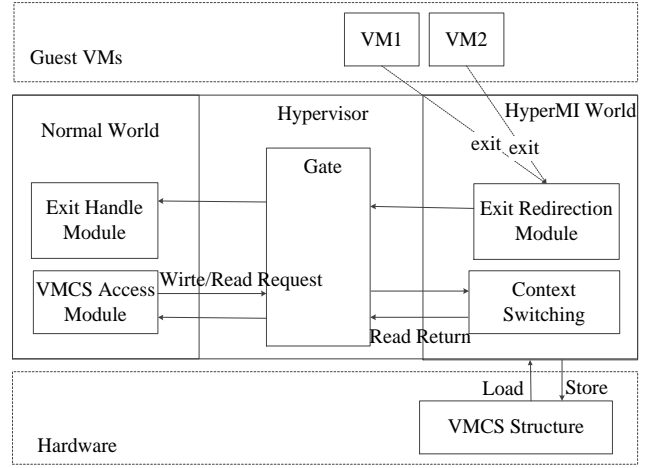 VM1
VM2
Guest VMs
Hypervisor
HyperMI World
Normal World
exit
exit
Gate
Exit Handle
Module
Exit Redirection
Module
Wirte/Read Request
VMCS Access
Module
Context
Switching
Read Return
Load
Store
VMCS Structure
Hardware